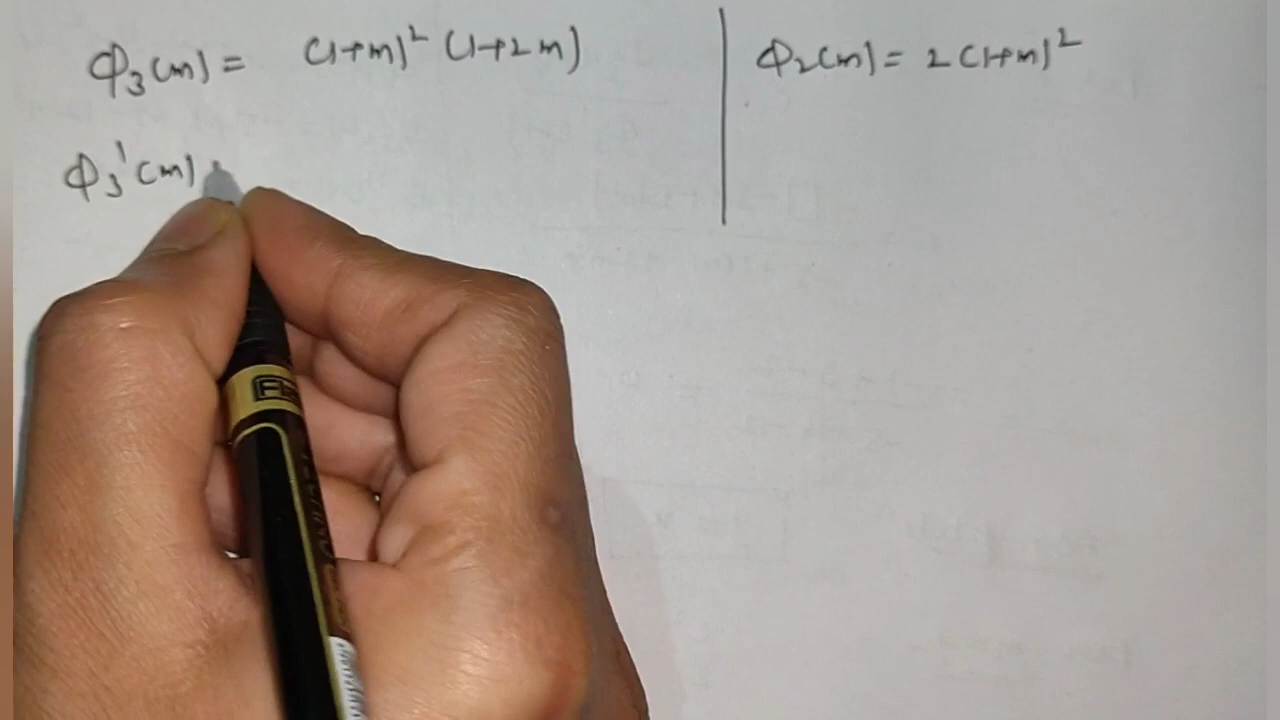 ϕ₃(m) = (1+m)² (1+2m)
ϕ₂(m) = 2(1+m)²
ϕ₃'(m)